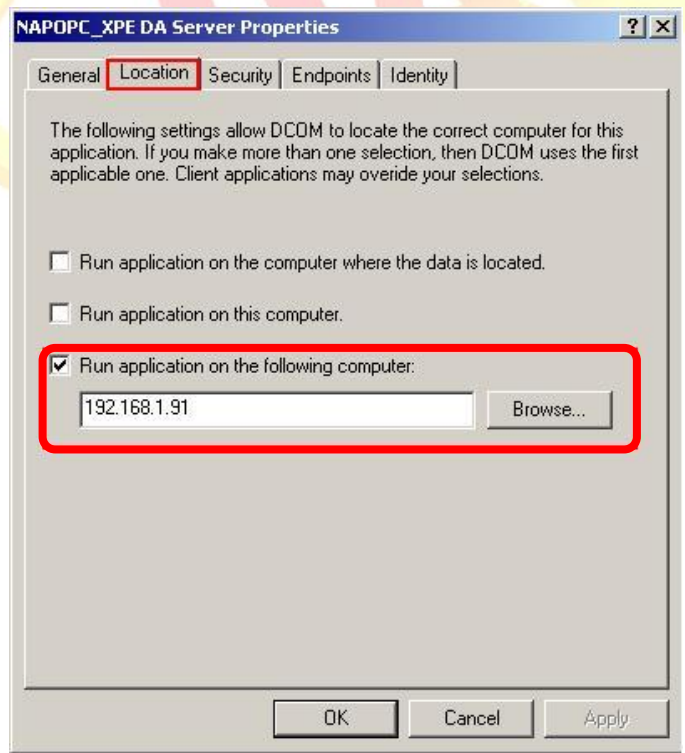 NAPOPC_XPE DA Server Properties
General Location Security Endpoints Identity
The following settings allow DCOM to locate the correct computer for this
application. If you make more than one selection, then DCOM uses the first
applicable one. Client applications may overide your selections.
Run application on the computer where the data is located.
Run application on this computer.
Run application on the following computer:
192.168.1.91 Browse...
OK Cancel Apply